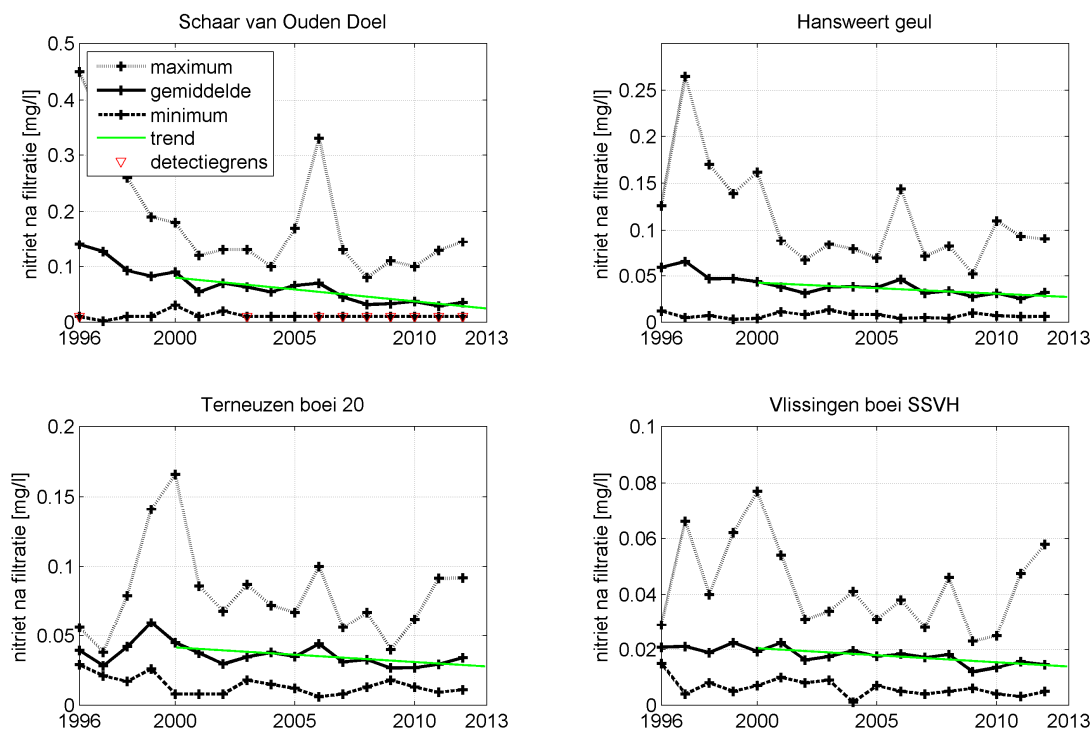 Schaar van Ouden Doel
nitriet na filtratie [mg/l]
0.5
0.4
0.3
0.2
0.1
0
maximum
gemiddelde
minimum
trend
detectiegrens
1996 2000 2005 2010 2013
Hansweert geul
nitriet na filtratie [mg/l]
0.25
0.2
0.15
0.1
0.05
0
1996 2000 2005 2010 2013
Terneuzen boei 20
nitriet na filtratie [mg/l]
0.2
0.15
0.1
0.05
0
1996 2000 2005 2010 2013
Vlissingen boei SSVH
nitriet na filtratie [mg/l]
0.1
0.08
0.06
0.04
0.02
0
1996 2000 2005 2010 2013